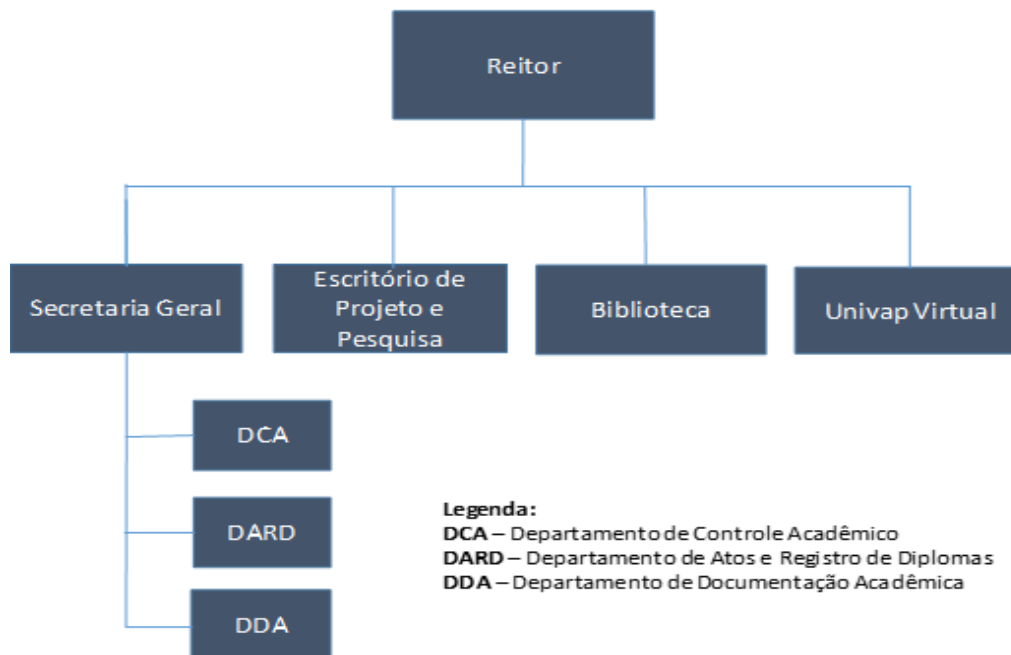 Reitor
Secretaria Geral
Escritório de
Projeto e
Pesquisa
Biblioteca
Univap Virtual
DCA
DARD
DDA
Legenda:
DCA – Departamento de Controle Acadêmico
DARD – Departamento de Atos e Registro de Diplomas
DDA – Departamento de Documentação Acadêmica